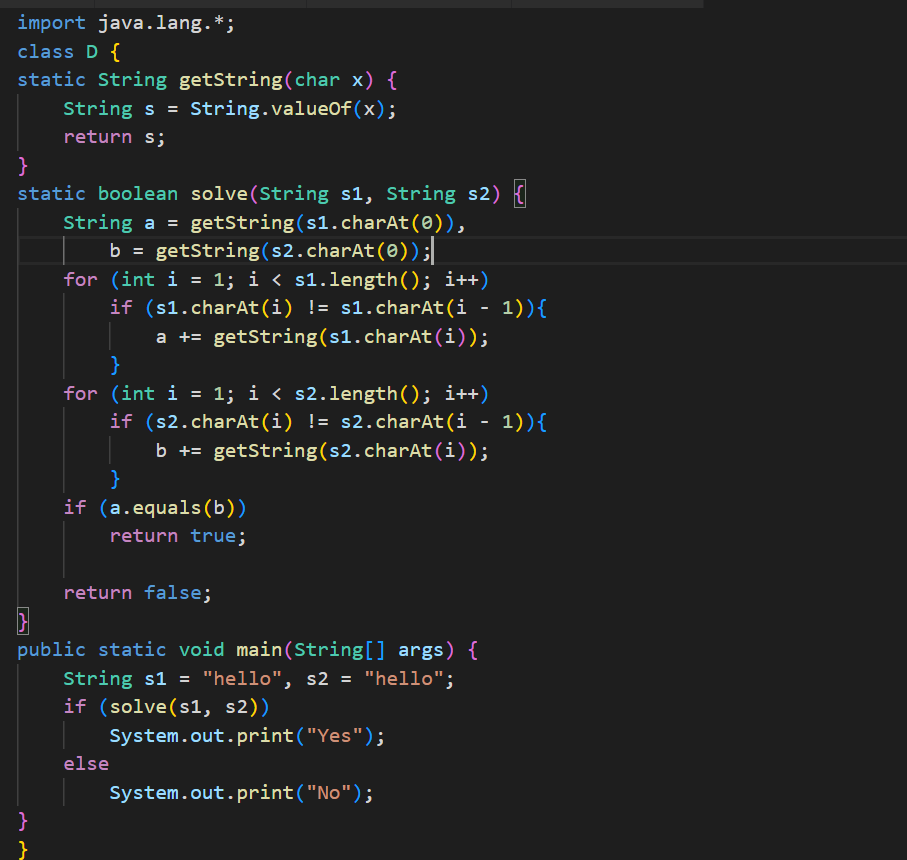 import java.lang.*;
class D {
static String getString(char x) {
    String s = String.valueOf(x);
    return s;
}
static boolean solve(String s1, String s2) {
    String a = getString(s1.charAt(0)),
        b = getString(s2.charAt(0));
    for (int i = 1; i < s1.length(); i++)
        if (s1.charAt(i) != s1.charAt(i - 1)){
            a += getString(s1.charAt(i));
        }
    for (int i = 1; i < s2.length(); i++)
        if (s2.charAt(i) != s2.charAt(i - 1)){
            b += getString(s2.charAt(i));
        }
    if (a.equals(b))
        return true;

    return false;
}
public static void main(String[] args) {
    String s1 = "hello", s2 = "hello";
    if (solve(s1, s2))
        System.out.print("Yes");
    else
        System.out.print("No");
}
}